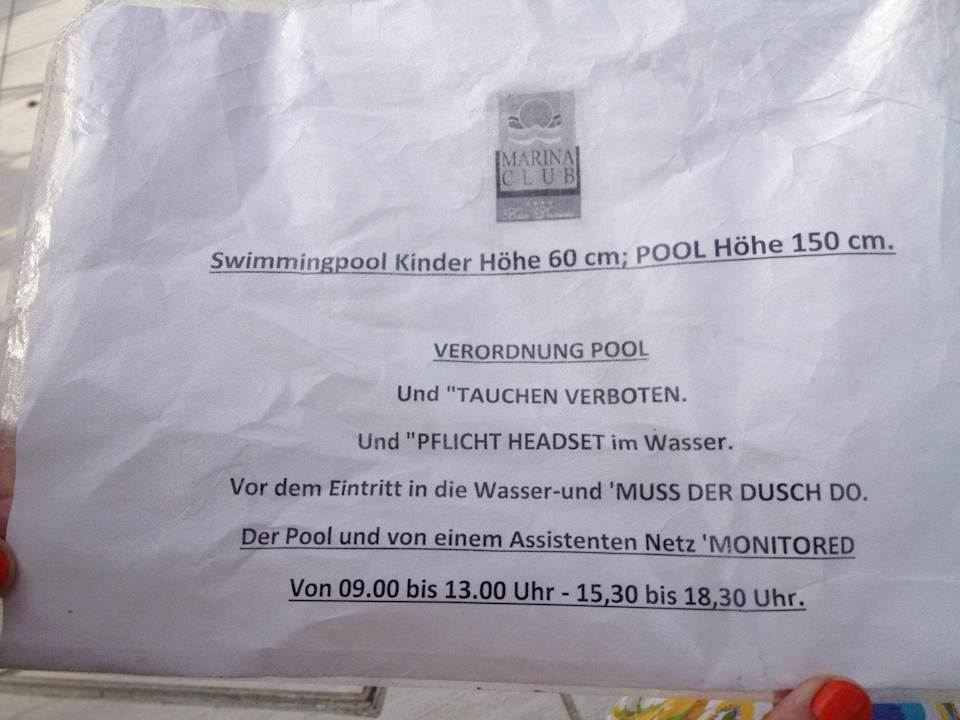 MARINA
CLUB
Swimmingpool Kinder Höhe 60 cm; POOL Höhe 150 cm.
VERORDNUNG POOL
Und "TAUCHEN VERBOTEN.
Und "PFLICHT HEADSET im Wasser.
Vor dem Eintritt in die Wasser-und 'MUSS DER DUSCH DO.
Der Pool und von einem Assistenten Netz 'MONITORED
Von 09.00 bis 13.00 Uhr - 15,30 bis 18,30 Uhr.